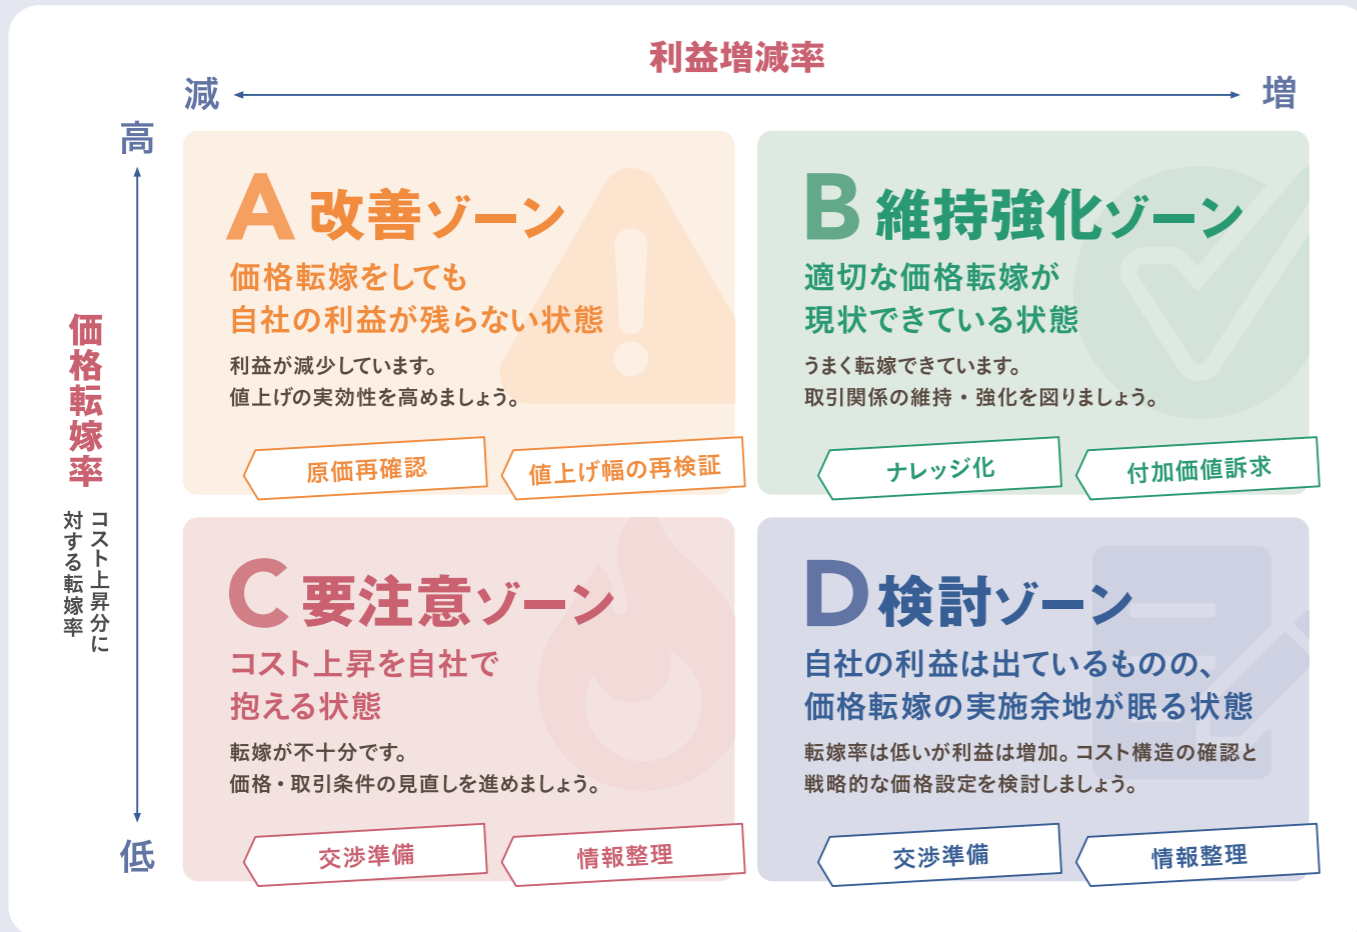 利益増減率
減
増
高
価格転嫁率
コスト上昇分に
対する転嫁率
低
A 改善ゾーン
価格転嫁をしても
自社の利益が残らない状態
利益が減少しています。
値上げの実効性を高めましょう。
原価再確認
値上げ幅の再検証
B 維持強化ゾーン
適切な価格転嫁が
現状できている状態
うまく転嫁できています。
取引関係の維持・強化を図りましょう。
ナレッジ化
付加価値訴求
C 要注意ゾーン
コスト上昇を自社で
抱える状態
転嫁が不十分です。
価格・取引条件の見直しを進めましょう。
交渉準備
情報整理
D 検討ゾーン
自社の利益は出ているものの、
価格転嫁の実施余地が眠る状態
転嫁率は低いが利益は増加。コスト構造の確認と
戦略的な価格設定を検討しましょう。
交渉準備
情報整理